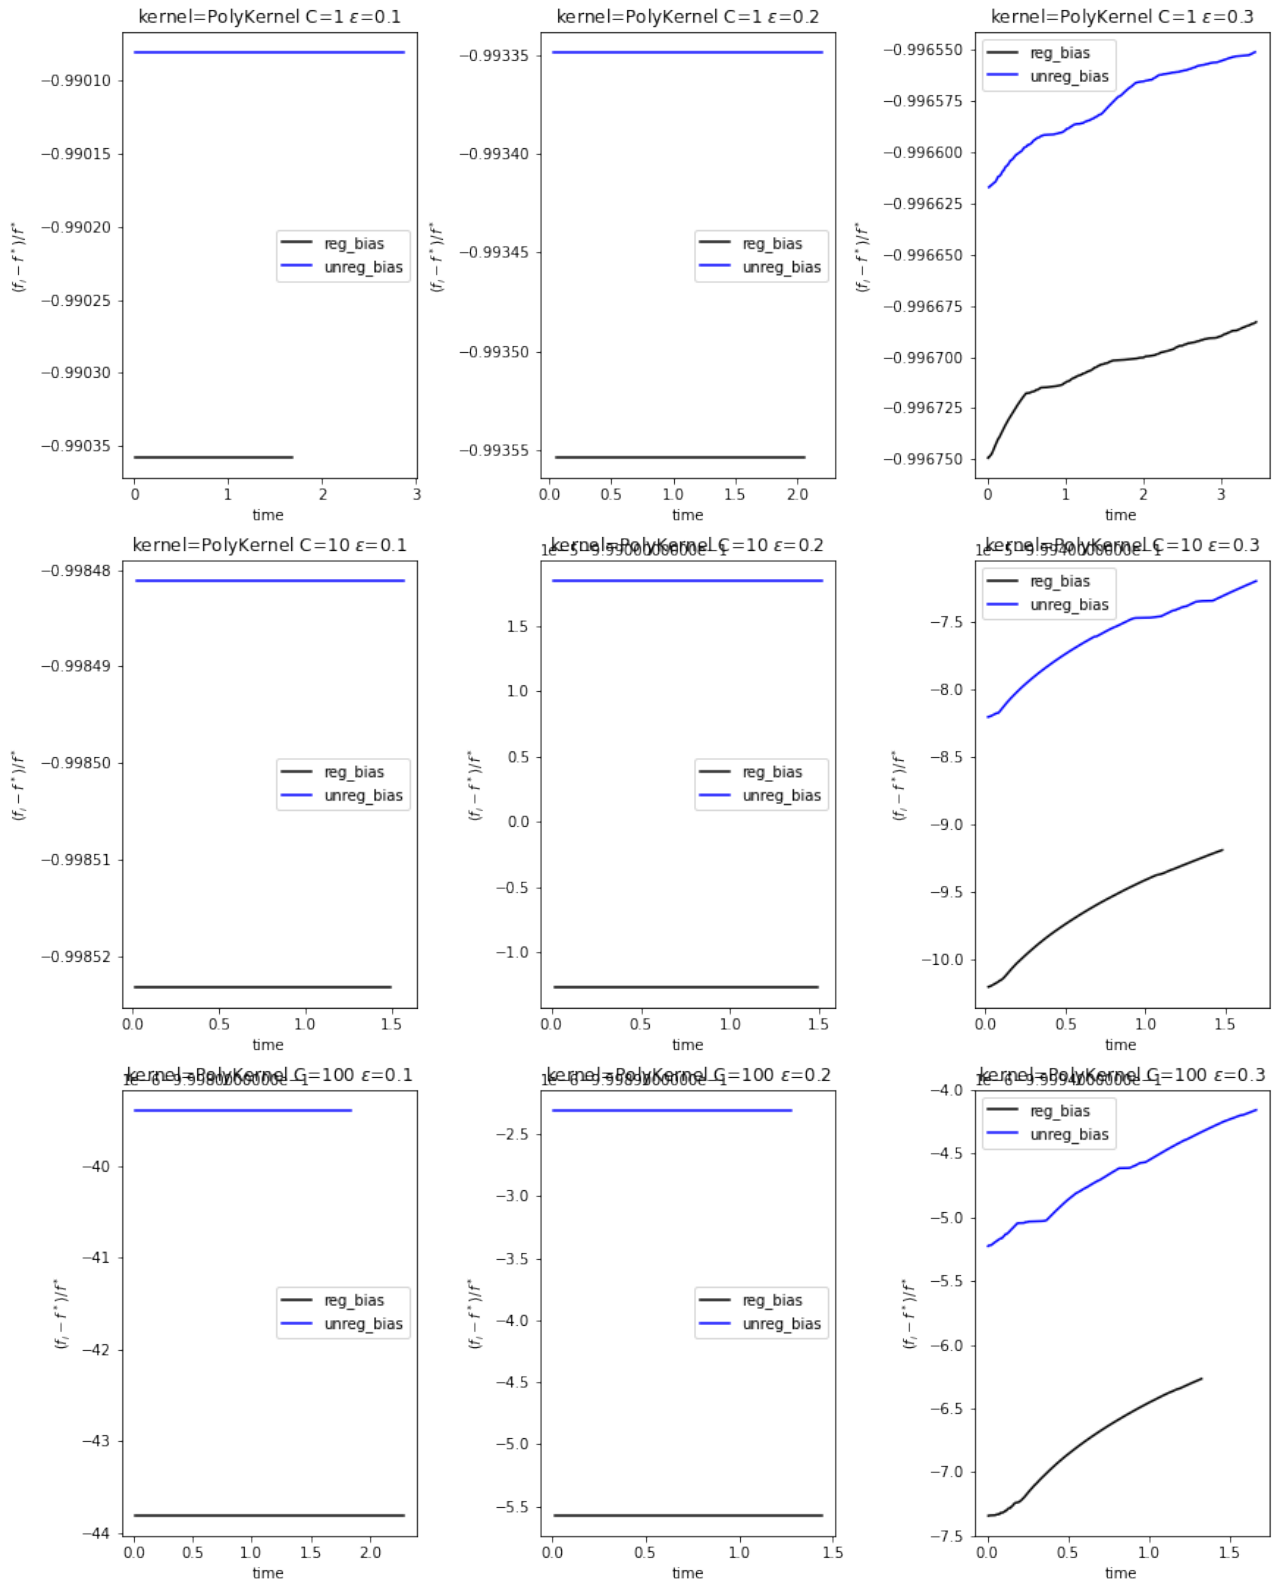 kernel=PolyKernel C=1 ε=0.1
−0.99010
−0.99015
−0.99020
−0.99025
−0.99030
−0.99035
(fᵢ − f*)/f*
reg_bias
unreg_bias
0 1 2 3
time
kernel=PolyKernel C=1 ε=0.2
−0.99335
−0.99340
−0.99345
−0.99350
−0.99355
(fᵢ − f*)/f*
reg_bias
unreg_bias
0.0 0.5 1.0 1.5 2.0
time
kernel=PolyKernel C=1 ε=0.3
−0.996550
−0.996575
−0.996600
−0.996625
−0.996650
−0.996675
−0.996700
−0.996725
−0.996750
(fᵢ − f*)/f*
reg_bias
unreg_bias
0 1 2 3
time
kernel=PolyKernel C=10 ε=0.1
−0.99848
−0.99849
−0.99850
−0.99851
−0.99852
(fᵢ − f*)/f*
reg_bias
unreg_bias
0.0 0.5 1.0 1.5
time
kernel=PolyKernel C=10 ε=0.2
1.5
1.0
0.5
0.0
−0.5
−1.0
(fᵢ − f*)/f*
reg_bias
unreg_bias
0.0 0.5 1.0 1.5
time
kernel=PolyKernel C=10 ε=0.3
−7.5
−8.0
−8.5
−9.0
−9.5
−10.0
(fᵢ − f*)/f*
reg_bias
unreg_bias
0.0 0.5 1.0 1.5
time
kernel=PolyKernel C=100 ε=0.1
−40
−41
−42
−43
−44
(fᵢ − f*)/f*
reg_bias
unreg_bias
0.0 0.5 1.0 1.5 2.0
time
kernel=PolyKernel C=100 ε=0.2
−2.5
−3.0
−3.5
−4.0
−4.5
−5.0
−5.5
(fᵢ − f*)/f*
reg_bias
unreg_bias
0.0 0.5 1.0 1.5
time
kernel=PolyKernel C=100 ε=0.3
−4.0
−4.5
−5.0
−5.5
−6.0
−6.5
−7.0
−7.5
(fᵢ − f*)/f*
reg_bias
unreg_bias
0.0 0.5 1.0 1.5
time